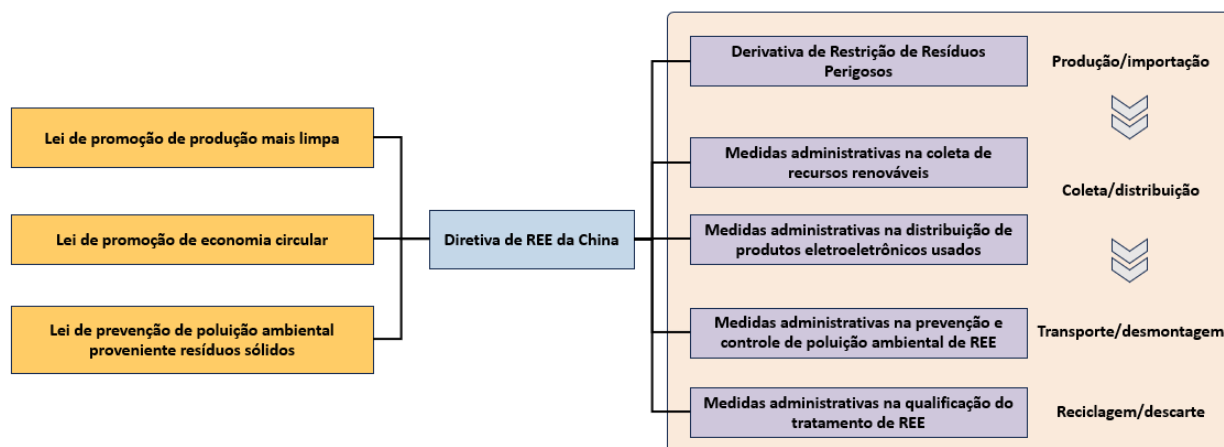 Lei de promoção de produção mais limpa
Lei de promoção de economia circular
Lei de prevenção de poluição ambiental
proveniente resíduos sólidos
Diretiva de REE da China
Derivativa de Restrição de Resíduos
Perigosos
Medidas administrativas na coleta de
recursos renováveis
Medidas administrativas na distribuição de
produtos eletroeletrônicos usados
Medidas administrativas na prevenção e
controle de poluição ambiental de REE
Medidas administrativas na qualificação do
tratamento de REE
Produção/importação
Coleta/distribuição
Transporte/desmontagem
Reciclagem/descarte